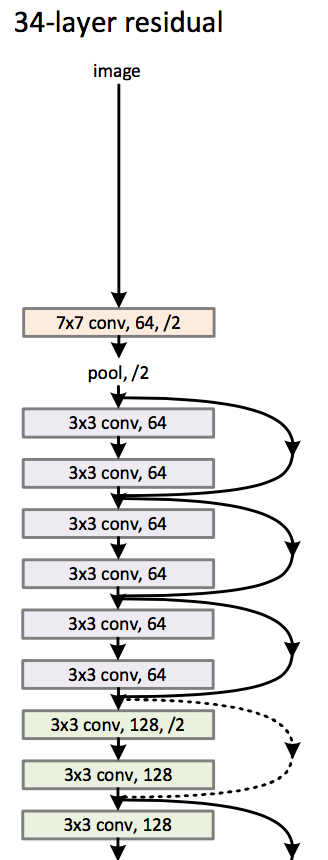 34-layer residual
image
7x7 conv, 64, /2
pool, /2
3x3 conv, 64
3x3 conv, 64
3x3 conv, 64
3x3 conv, 64
3x3 conv, 64
3x3 conv, 64
3x3 conv, 128, /2
3x3 conv, 128
3x3 conv, 128